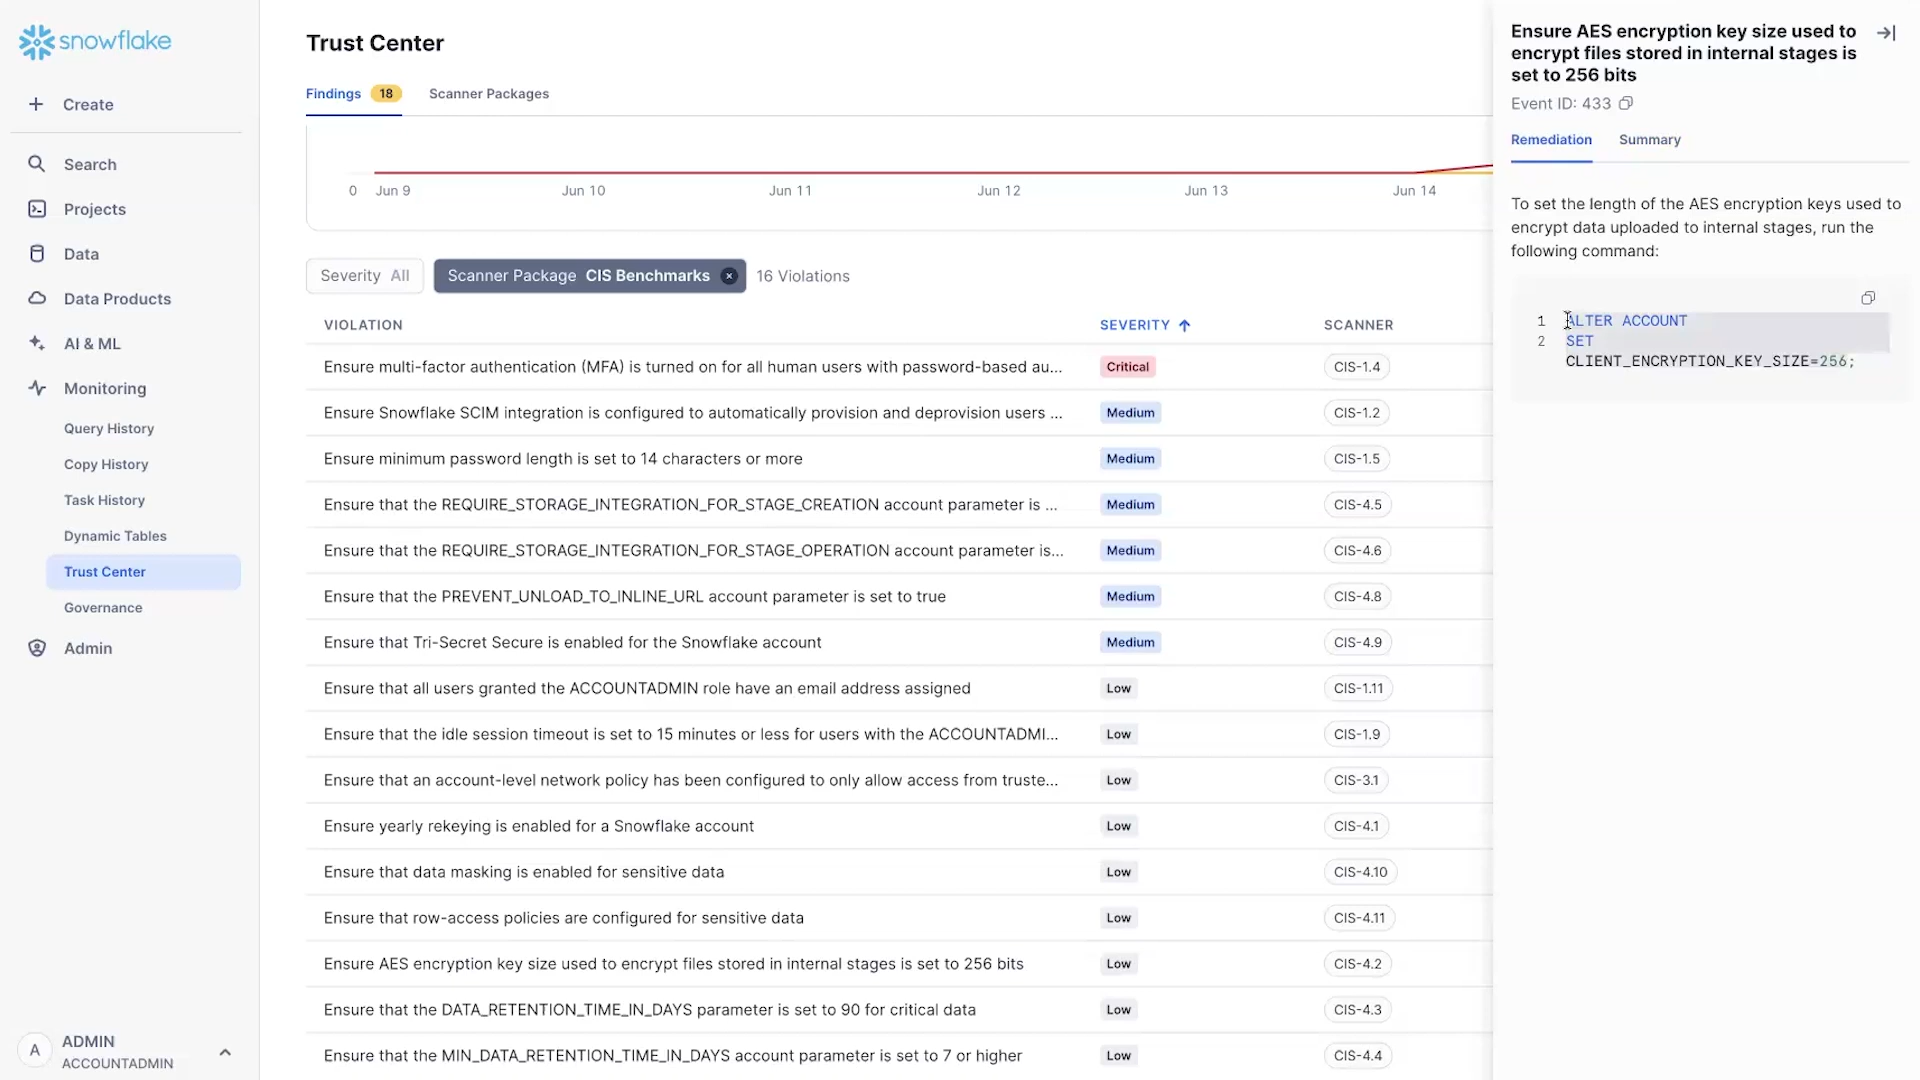 snowflake
Create
Search
Projects
Data
Data Products
AI & ML
Monitoring
Query History
Copy History
Task History
Dynamic Tables
Trust Center
Governance
Admin
A
ADMIN
ACCOUNTADMIN
Trust Center
Findings 18 Scanner Packages
0 Jun 9 Jun 10 Jun 11 Jun 12 Jun 13 Jun 14
Severity All Scanner Package CIS Benchmarks 16 Violations
VIOLATION SEVERITY SCANNER
Ensure multi-factor authentication (MFA) is turned on for all human users with password-based au... Critical CIS-1.4
Ensure Snowflake SCIM integration is configured to automatically provision and deprovision users ... Medium CIS-1.2
Ensure minimum password length is set to 14 characters or more Medium CIS-1.5
Ensure that the REQUIRE_STORAGE_INTEGRATION_FOR_STAGE_CREATION account parameter is ... Medium CIS-4.5
Ensure that the REQUIRE_STORAGE_INTEGRATION_FOR_STAGE_OPERATION account parameter is... Medium CIS-4.6
Ensure that the PREVENT_UNLOAD_TO_INLINE_URL account parameter is set to true Medium CIS-4.8
Ensure that Tri-Secret Secure is enabled for the Snowflake account Medium CIS-4.9
Ensure that all users granted the ACCOUNTADMIN role have an email address assigned Low CIS-1.11
Ensure that the idle session timeout is set to 15 minutes or less for users with the ACCOUNTADMI... Low CIS-1.9
Ensure that an account-level network policy has been configured to only allow access from truste... Low CIS-3.1
Ensure yearly rekeying is enabled for a Snowflake account Low CIS-4.1
Ensure that data masking is enabled for sensitive data Low CIS-4.10
Ensure that row-access policies are configured for sensitive data Low CIS-4.11
Ensure AES encryption key size used to encrypt files stored in internal stages is set to 256 bits Low CIS-4.2
Ensure that the DATA_RETENTION_TIME_IN_DAYS parameter is set to 90 for critical data Low CIS-4.3
Ensure that the MIN_DATA_RETENTION_TIME_IN_DAYS account parameter is set to 7 or higher Low CIS-4.4
Ensure AES encryption key size used to
encrypt files stored in internal stages is
set to 256 bits
Event ID: 433
Remediation Summary
To set the length of the AES encryption keys used to
encrypt data uploaded to internal stages, run the
following command:
1 ALTER ACCOUNT
2 SET
CLIENT_ENCRYPTION_KEY_SIZE=256;